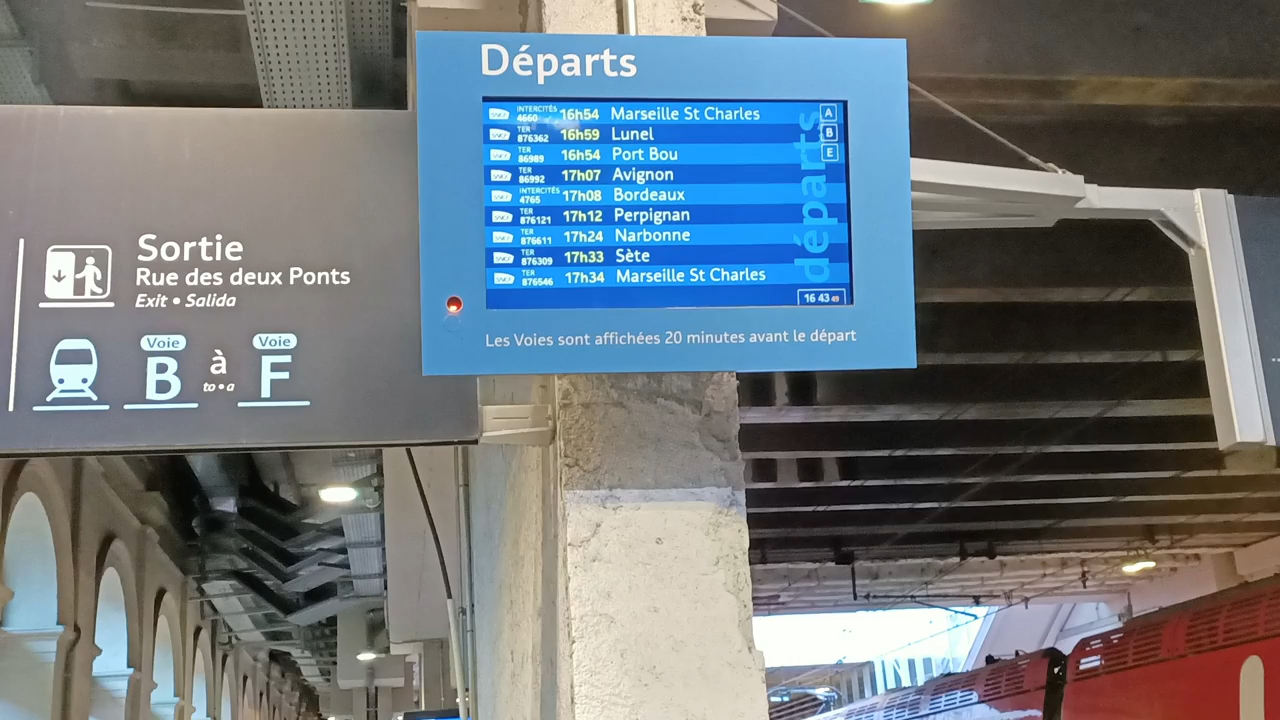 Départs
INTERCITÉS 4660 16h54 Marseille St Charles A
TER 876362 16h59 Lunel B
TER 86989 16h54 Port Bou E
TER 86992 17h07 Avignon
INTERCITÉS 4765 17h08 Bordeaux
TER 876121 17h12 Perpignan
TER 876611 17h24 Narbonne
TER 876309 17h33 Sète
TER 876546 17h34 Marseille St Charles
départs
16 43 49
Les Voies sont affichées 20 minutes avant le départ
Sortie
Rue des deux Ponts
Exit • Salida
Voie B à to • a Voie F